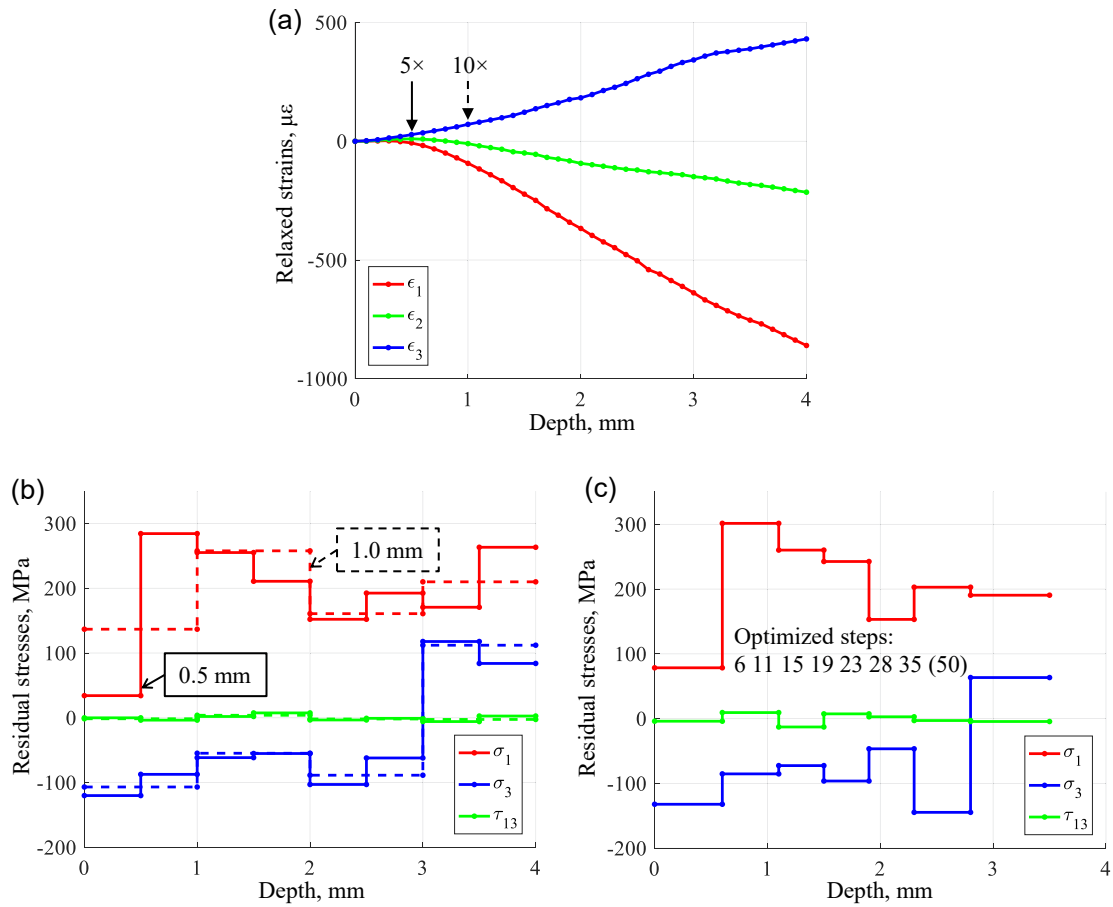 (a)
500
0
-500
-1000
Relaxed strains, με
5× 10×
ϵ1
ϵ2
ϵ3
0 1 2 3 4
Depth, mm
(b)
300
200
100
0
-100
-200
Residual stresses, MPa
1.0 mm
0.5 mm
σ1
σ3
τ13
0 1 2 3 4
Depth, mm
(c)
300
200
100
0
-100
-200
Residual stresses, MPa
Optimized steps:
6 11 15 19 23 28 35 (50)
σ1
σ3
τ13
0 1 2 3 4
Depth, mm